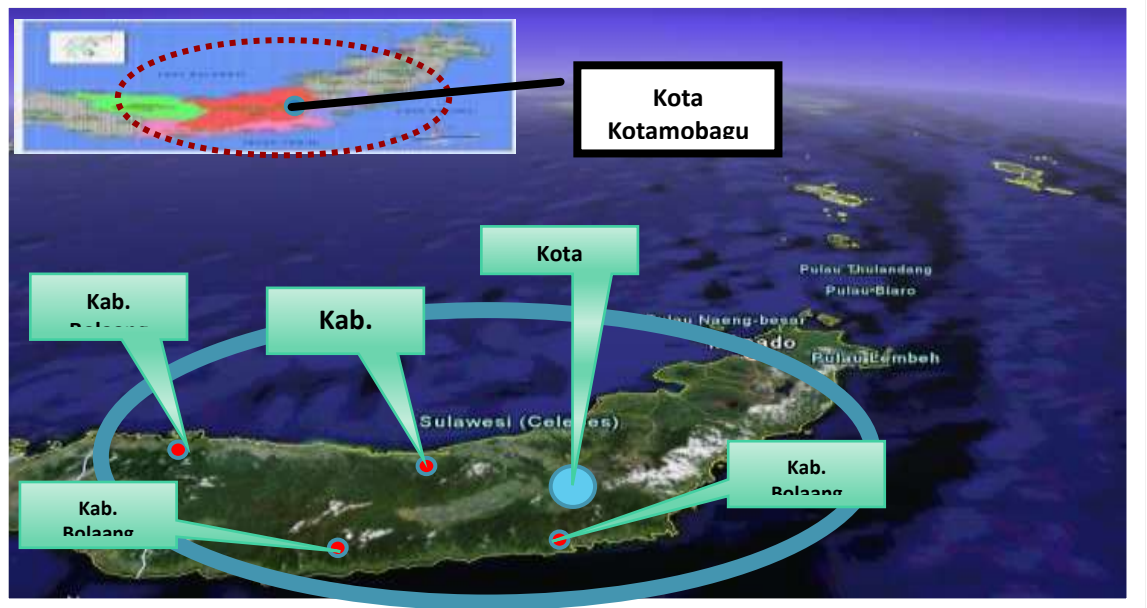 Kota
Kotamobagu
Kota
Kab.
Bolaang
Kab.
Pulau Thulandang
Pulau Biaro
Pulau Naeng-besar
Pulau Lembeh
Sulawesi (Celebes)
Kab.
Bolaang
Kab.
Bolaang